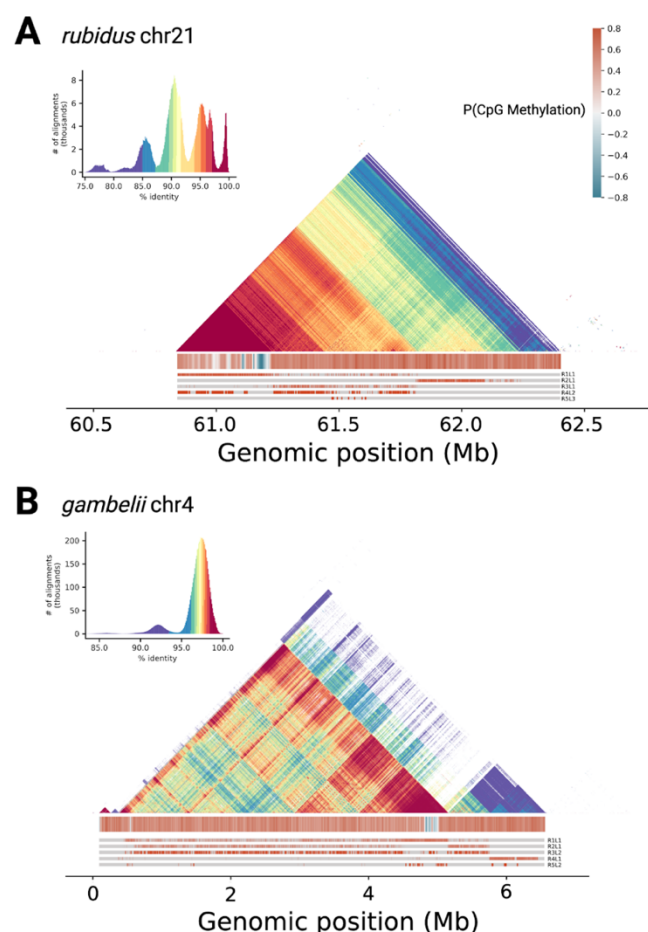 A rubidus chr21
# of alignments
(thousands)
8
6
4
2
0
75.0 80.0 85.0 90.0 95.0 100.0
% identity
P(CpG Methylation)
0.8
0.6
0.4
0.2
0.0
−0.2
−0.4
−0.6
−0.8
R1L1
R2L1
R3L1
R4L2
R5L3
60.5 61.0 61.5 62.0 62.5
Genomic position (Mb)
B gambelii chr4
# of alignments
(thousands)
200
150
100
50
0
85.0 90.0 95.0 100.0
% identity
R1L1
R2L1
R3L2
R4L1
R5L2
0 2 4 6
Genomic position (Mb)